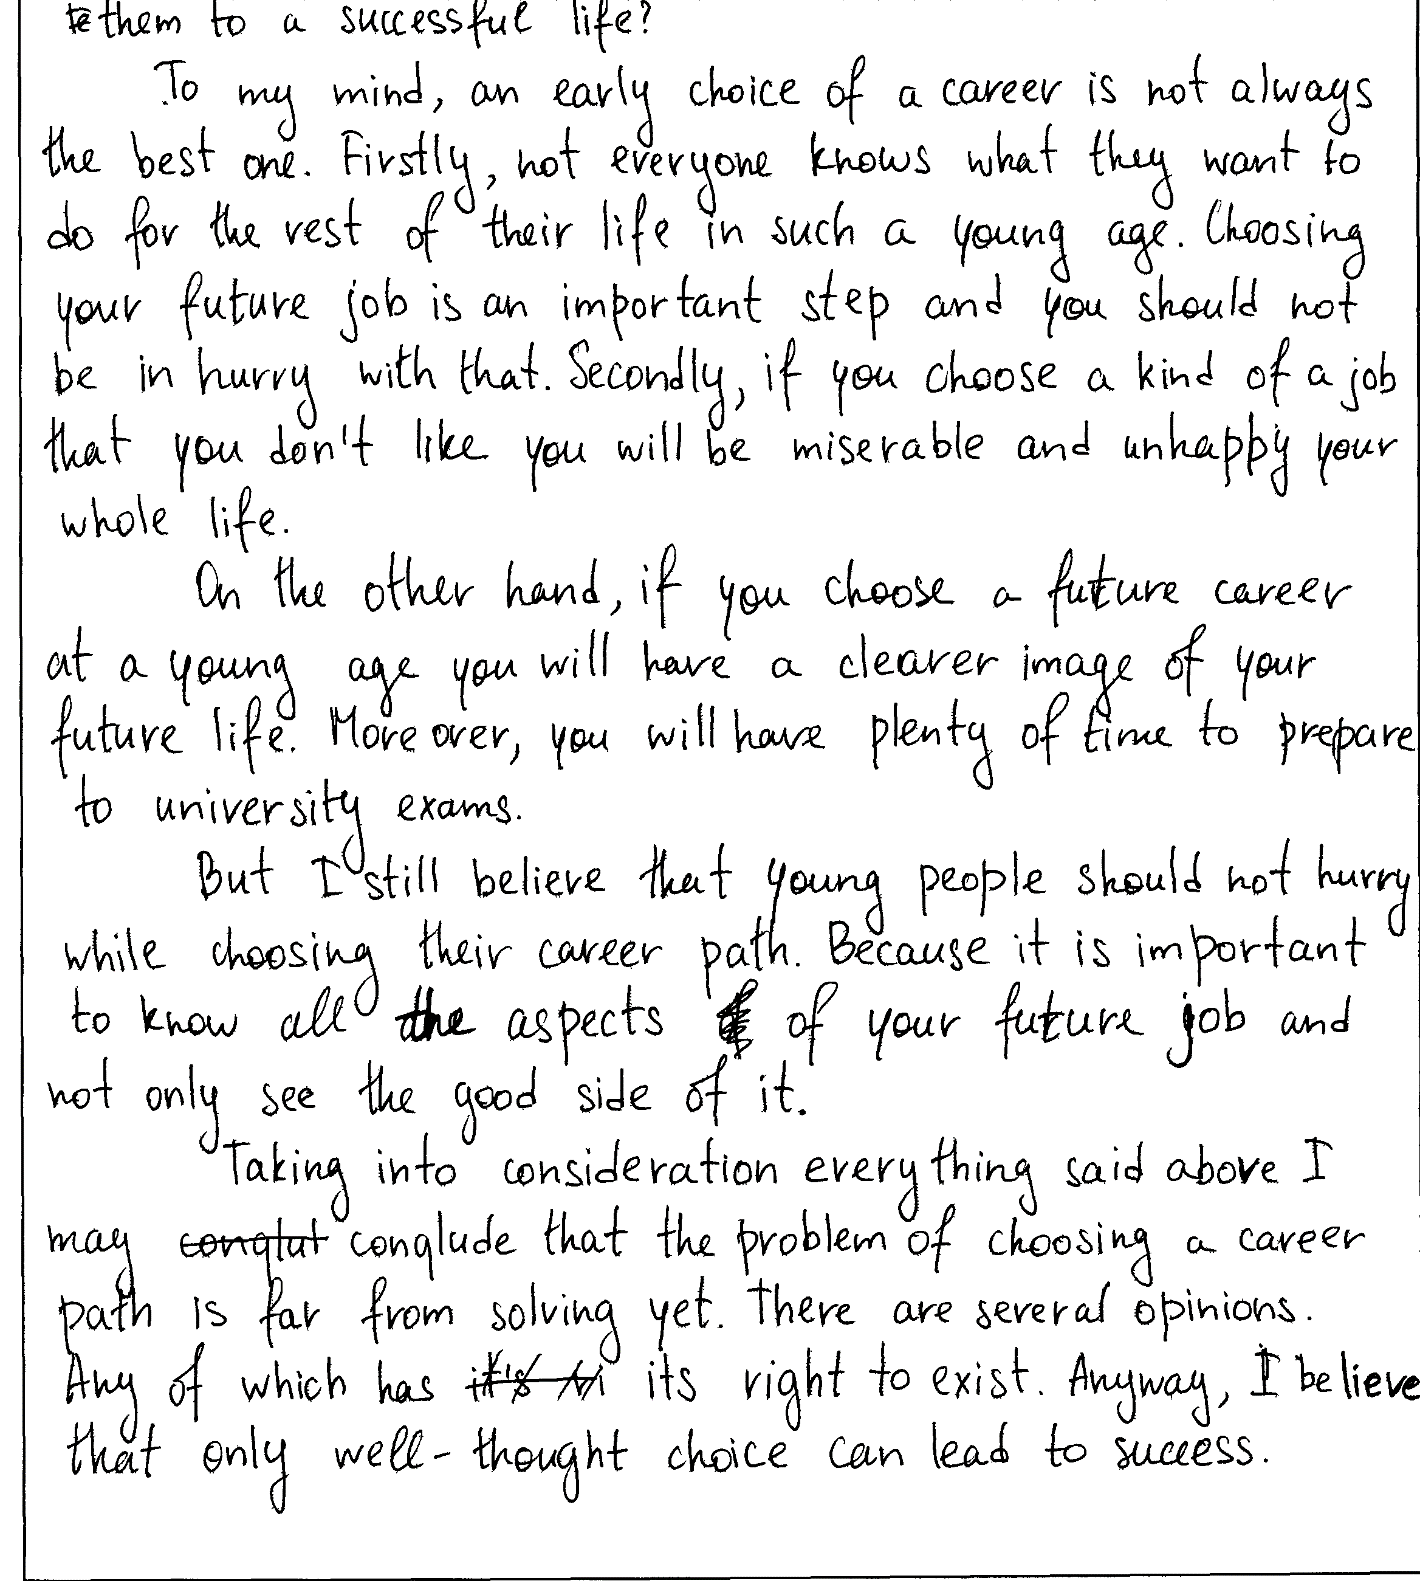 them to a successful life?
To my mind, an early choice of a career is not always
the best one. Firstly, not everyone knows what they want to
do for the rest of their life in such a young age. Choosing
your future job is an important step and you should not
be in hurry with that. Secondly, if you choose a kind of a job
that you don't like you will be miserable and unhappy your
whole life.
On the other hand, if you choose a future career
at a young age you will have a clearer image of your
future life. Moreover, you will have plenty of time to prepare
to university exams.
But I still believe that young people should not hurry
while choosing their career path. Because it is important
to know all the aspects of your future job and
not only see the good side of it.
Taking into consideration everything said above I
may conglude that the problem of choosing a career
path is far from solving yet. There are several opinions.
Any of which has its right to exist. Anyway, I believe
that only well-thought choice can lead to success.